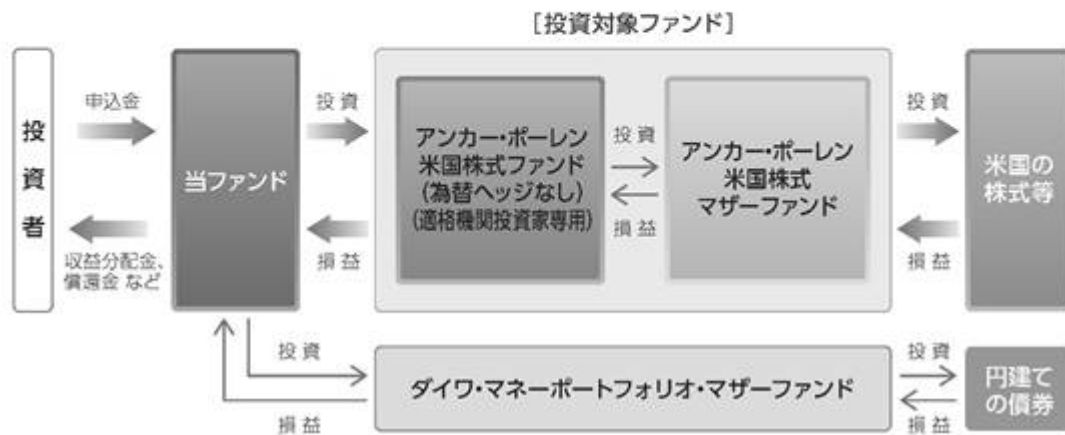 [投資対象ファンド]
投資者
申込金
収益分配金、
償還金 など
当ファンド
投資
損益
アンカー・ポーレン
米国株式ファンド
(為替ヘッジなし)
(適格機関投資家専用)
投資
損益
アンカー・ポーレン
米国株式
マザーファンド
投資
損益
米国の
株式等
投資
損益
ダイワ・マネーポートフォリオ・マザーファンド
投資
損益
円建て
の債券